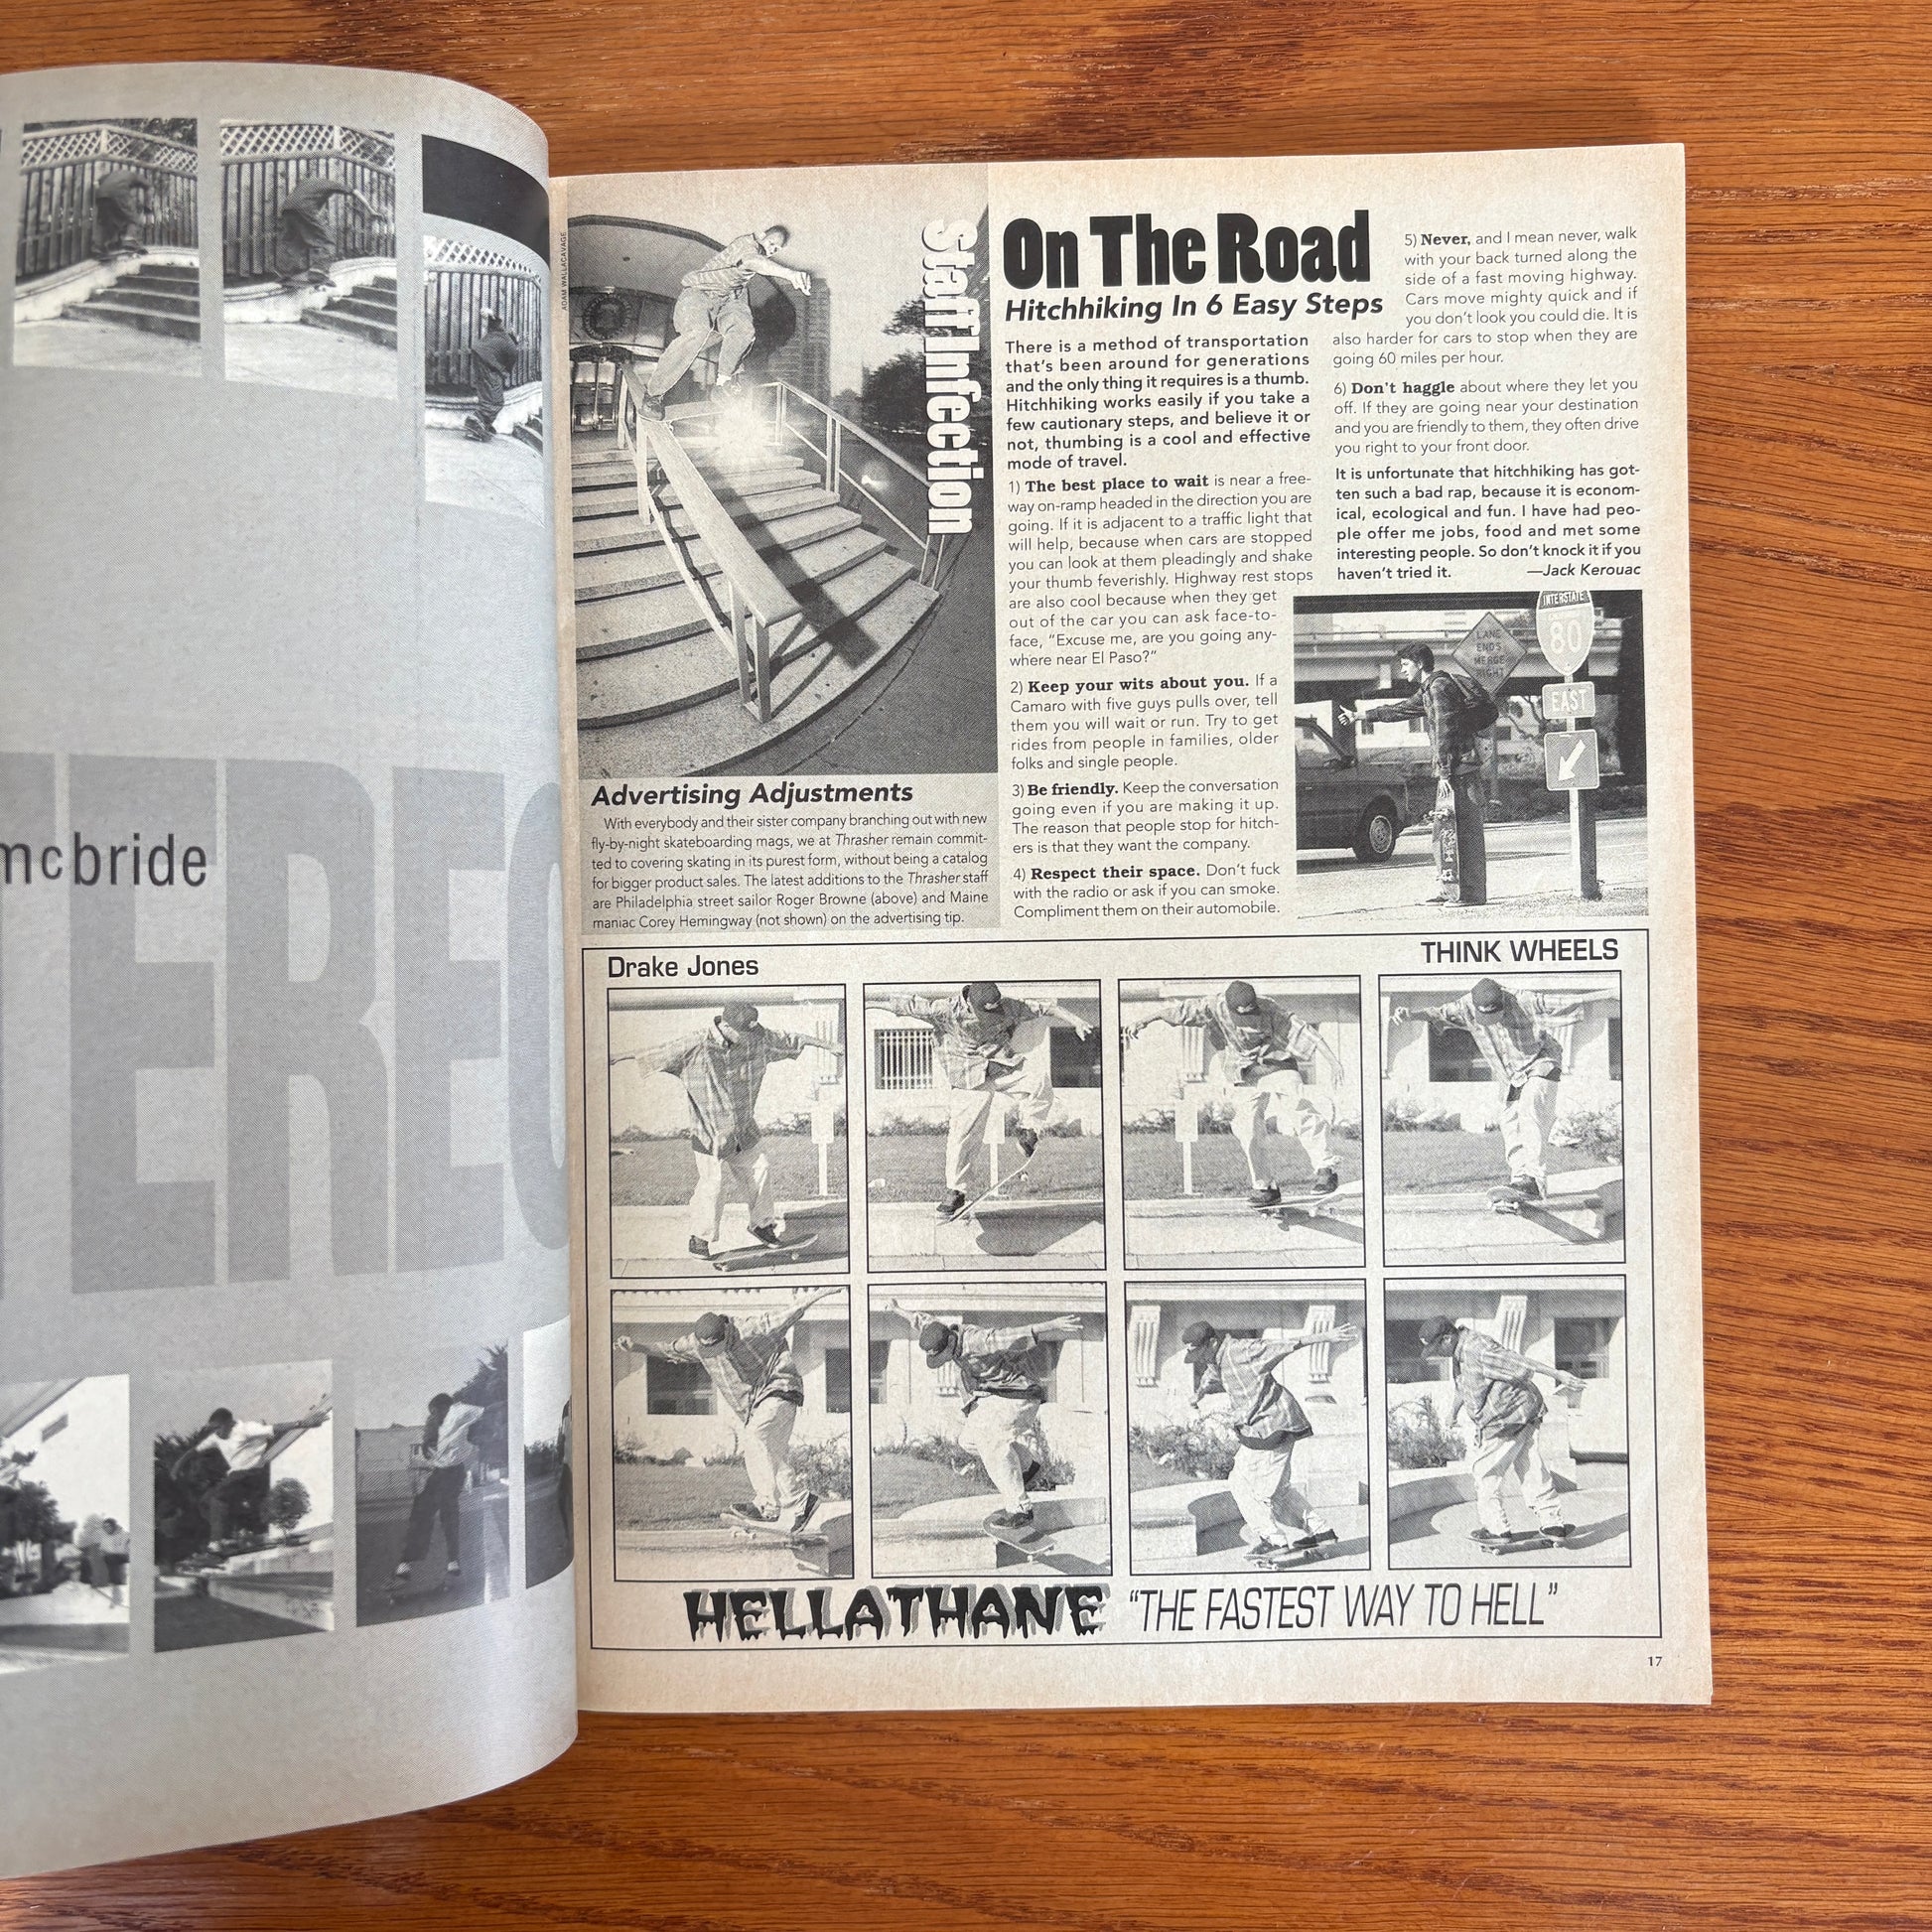 mcbride
TEREO
ADAM WALLACAVAGE
Staff Infection
Advertising Adjustments
With everybody and their sister company branching out with new
fly-by-night skateboarding mags, we at Thrasher remain commit-
ted to covering skating in its purest form, without being a catalog
for bigger product sales. The latest additions to the Thrasher staff
are Philadelphia street sailor Roger Browne (above) and Maine
maniac Corey Hemingway (not shown) on the advertising tip.
On The Road
Hitchhiking In 6 Easy Steps
There is a method of transportation
that's been around for generations
and the only thing it requires is a thumb.
Hitchhiking works easily if you take a
few cautionary steps, and believe it or
not, thumbing is a cool and effective
mode of travel.
1) The best place to wait is near a free-
way on-ramp headed in the direction you are
going. If it is adjacent to a traffic light that
will help, because when cars are stopped
you can look at them pleadingly and shake
your thumb feverishly. Highway rest stops
are also cool because when they get
out of the car you can ask face-to-
face, "Excuse me, are you going any-
where near El Paso?"
2) Keep your wits about you. If a
Camaro with five guys pulls over, tell
them you will wait or run. Try to get
rides from people in families, older
folks and single people.
3) Be friendly. Keep the conversation
going even if you are making it up.
The reason that people stop for hitch-
ers is that they want the company.
4) Respect their space. Don't fuck
with the radio or ask if you can smoke.
Compliment them on their automobile.
5) Never, and I mean never, walk
with your back turned along the
side of a fast moving highway.
Cars move mighty quick and if
you don't look you could die. It is
also harder for cars to stop when they are
going 60 miles per hour.
6) Don't haggle about where they let you
off. If they are going near your destination
and you are friendly to them, they often drive
you right to your front door.
It is unfortunate that hitchhiking has got-
ten such a bad rap, because it is econom-
ical, ecological and fun. I have had peo-
ple offer me jobs, food and met some
interesting people. So don't knock it if you
haven't tried it. —Jack Kerouac
LANE
ENDS
MERGE
RIGHT
INTERSTATE
80
EAST
Drake Jones
THINK WHEELS
HELLATHANE "THE FASTEST WAY TO HELL"
17